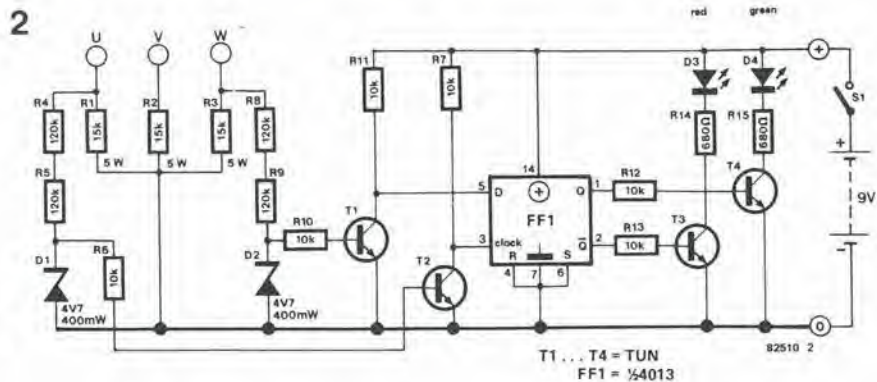 2
red green
U V W
R11 10k
R7 10k
D3
D4
S1
R4 120k
R1 15k
R2 15k
R3 15k
R8 120k
R14 680Ω
R15 680Ω
5 W 5 W 5 W
R5 120k
R9 120k
+
9V
−
14
T4
T1
5 D FF1 Q 1
R12 10k
R10 10k
3 clock Q̅ 2
R13 10k
T3
R S
4 7 6
R6 10k
T2
D1 4V7 400mW
D2 4V7 400mW
0
82510 2
T1 . . . T4 = TUN
FF1 = ½4013